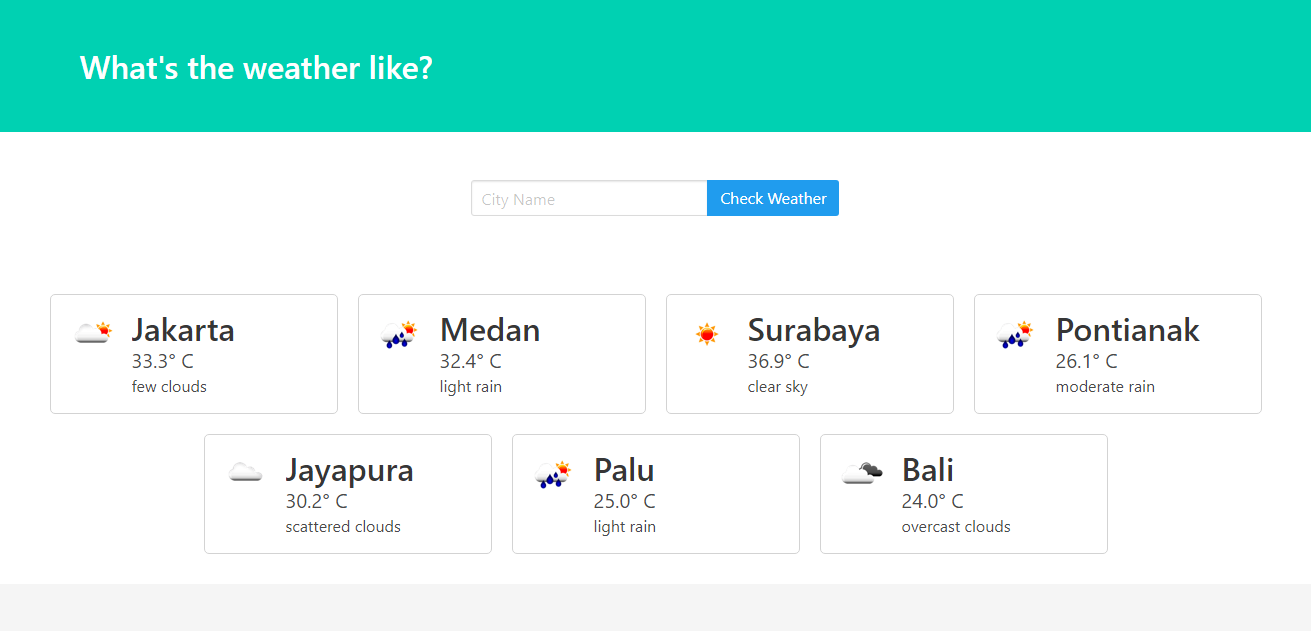 What's the weather like?
City Name
Check Weather
Jakarta
33.3° C
few clouds
Medan
32.4° C
light rain
Surabaya
36.9° C
clear sky
Pontianak
26.1° C
moderate rain
Jayapura
30.2° C
scattered clouds
Palu
25.0° C
light rain
Bali
24.0° C
overcast clouds